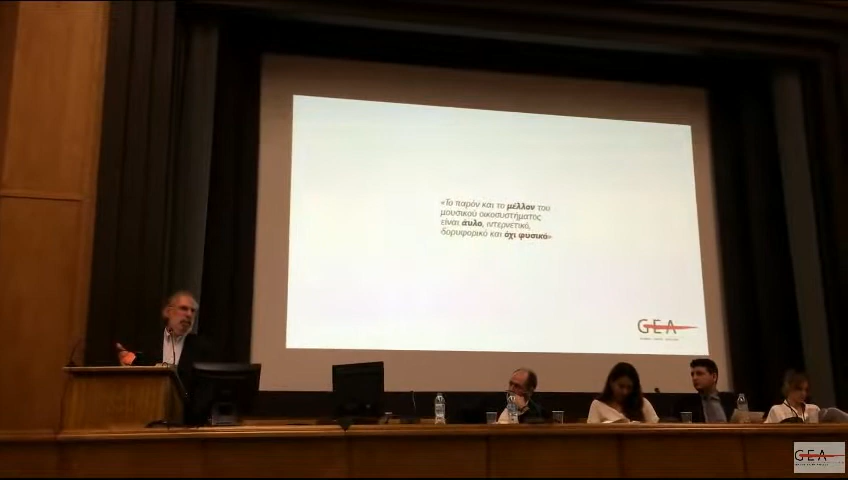 «Το παρόν και το μέλλον του
μουσικού οικοσυστήματος
είναι άυλο, ιντερνετικό,
δορυφορικό και όχι φυσικό»
GEA
GEA